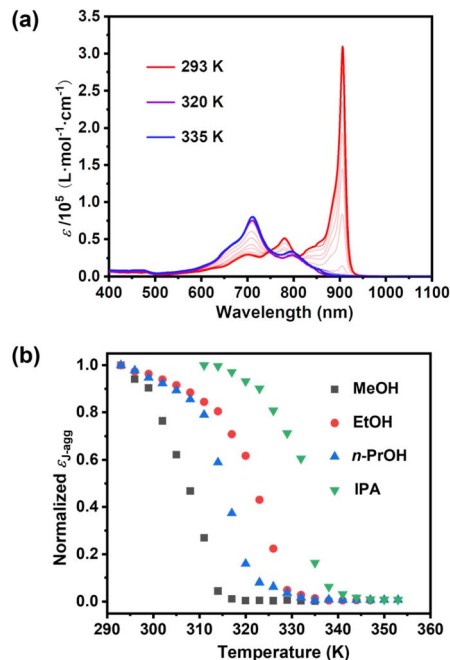 (a)
293 K
320 K
335 K
ε /10⁵ (L·mol⁻¹·cm⁻¹)
3.5
3.0
2.5
2.0
1.5
1.0
0.5
0.0
400 500 600 700 800 900 1000 1100
Wavelength (nm)
(b)
MeOH
EtOH
n-PrOH
IPA
Normalized εJ-agg
1.0
0.8
0.6
0.4
0.2
0.0
290 300 310 320 330 340 350 360
Temperature (K)